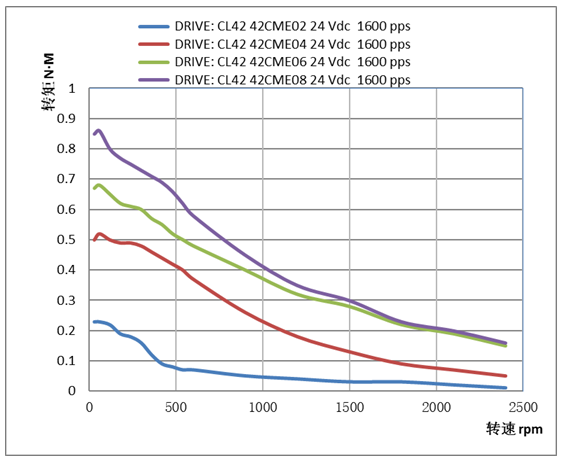 DRIVE: CL42 42CME02 24 Vdc 1600 pps
DRIVE: CL42 42CME04 24 Vdc 1600 pps
DRIVE: CL42 42CME06 24 Vdc 1600 pps
DRIVE: CL42 42CME08 24 Vdc 1600 pps
转矩 N·M
1
0.9
0.8
0.7
0.6
0.5
0.4
0.3
0.2
0.1
0
0 500 1000 1500 2000 2500
转速 rpm